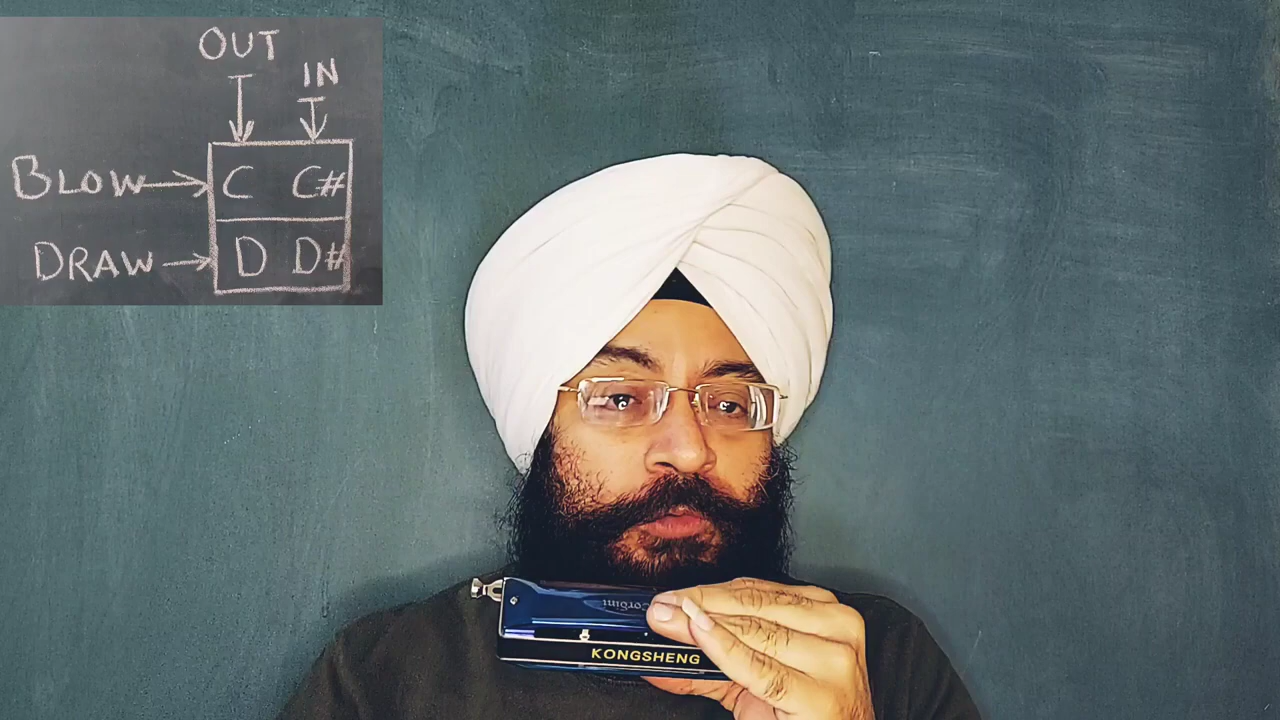 OUT
IN
BLOW C C#
DRAW D D#
KONGSHENG